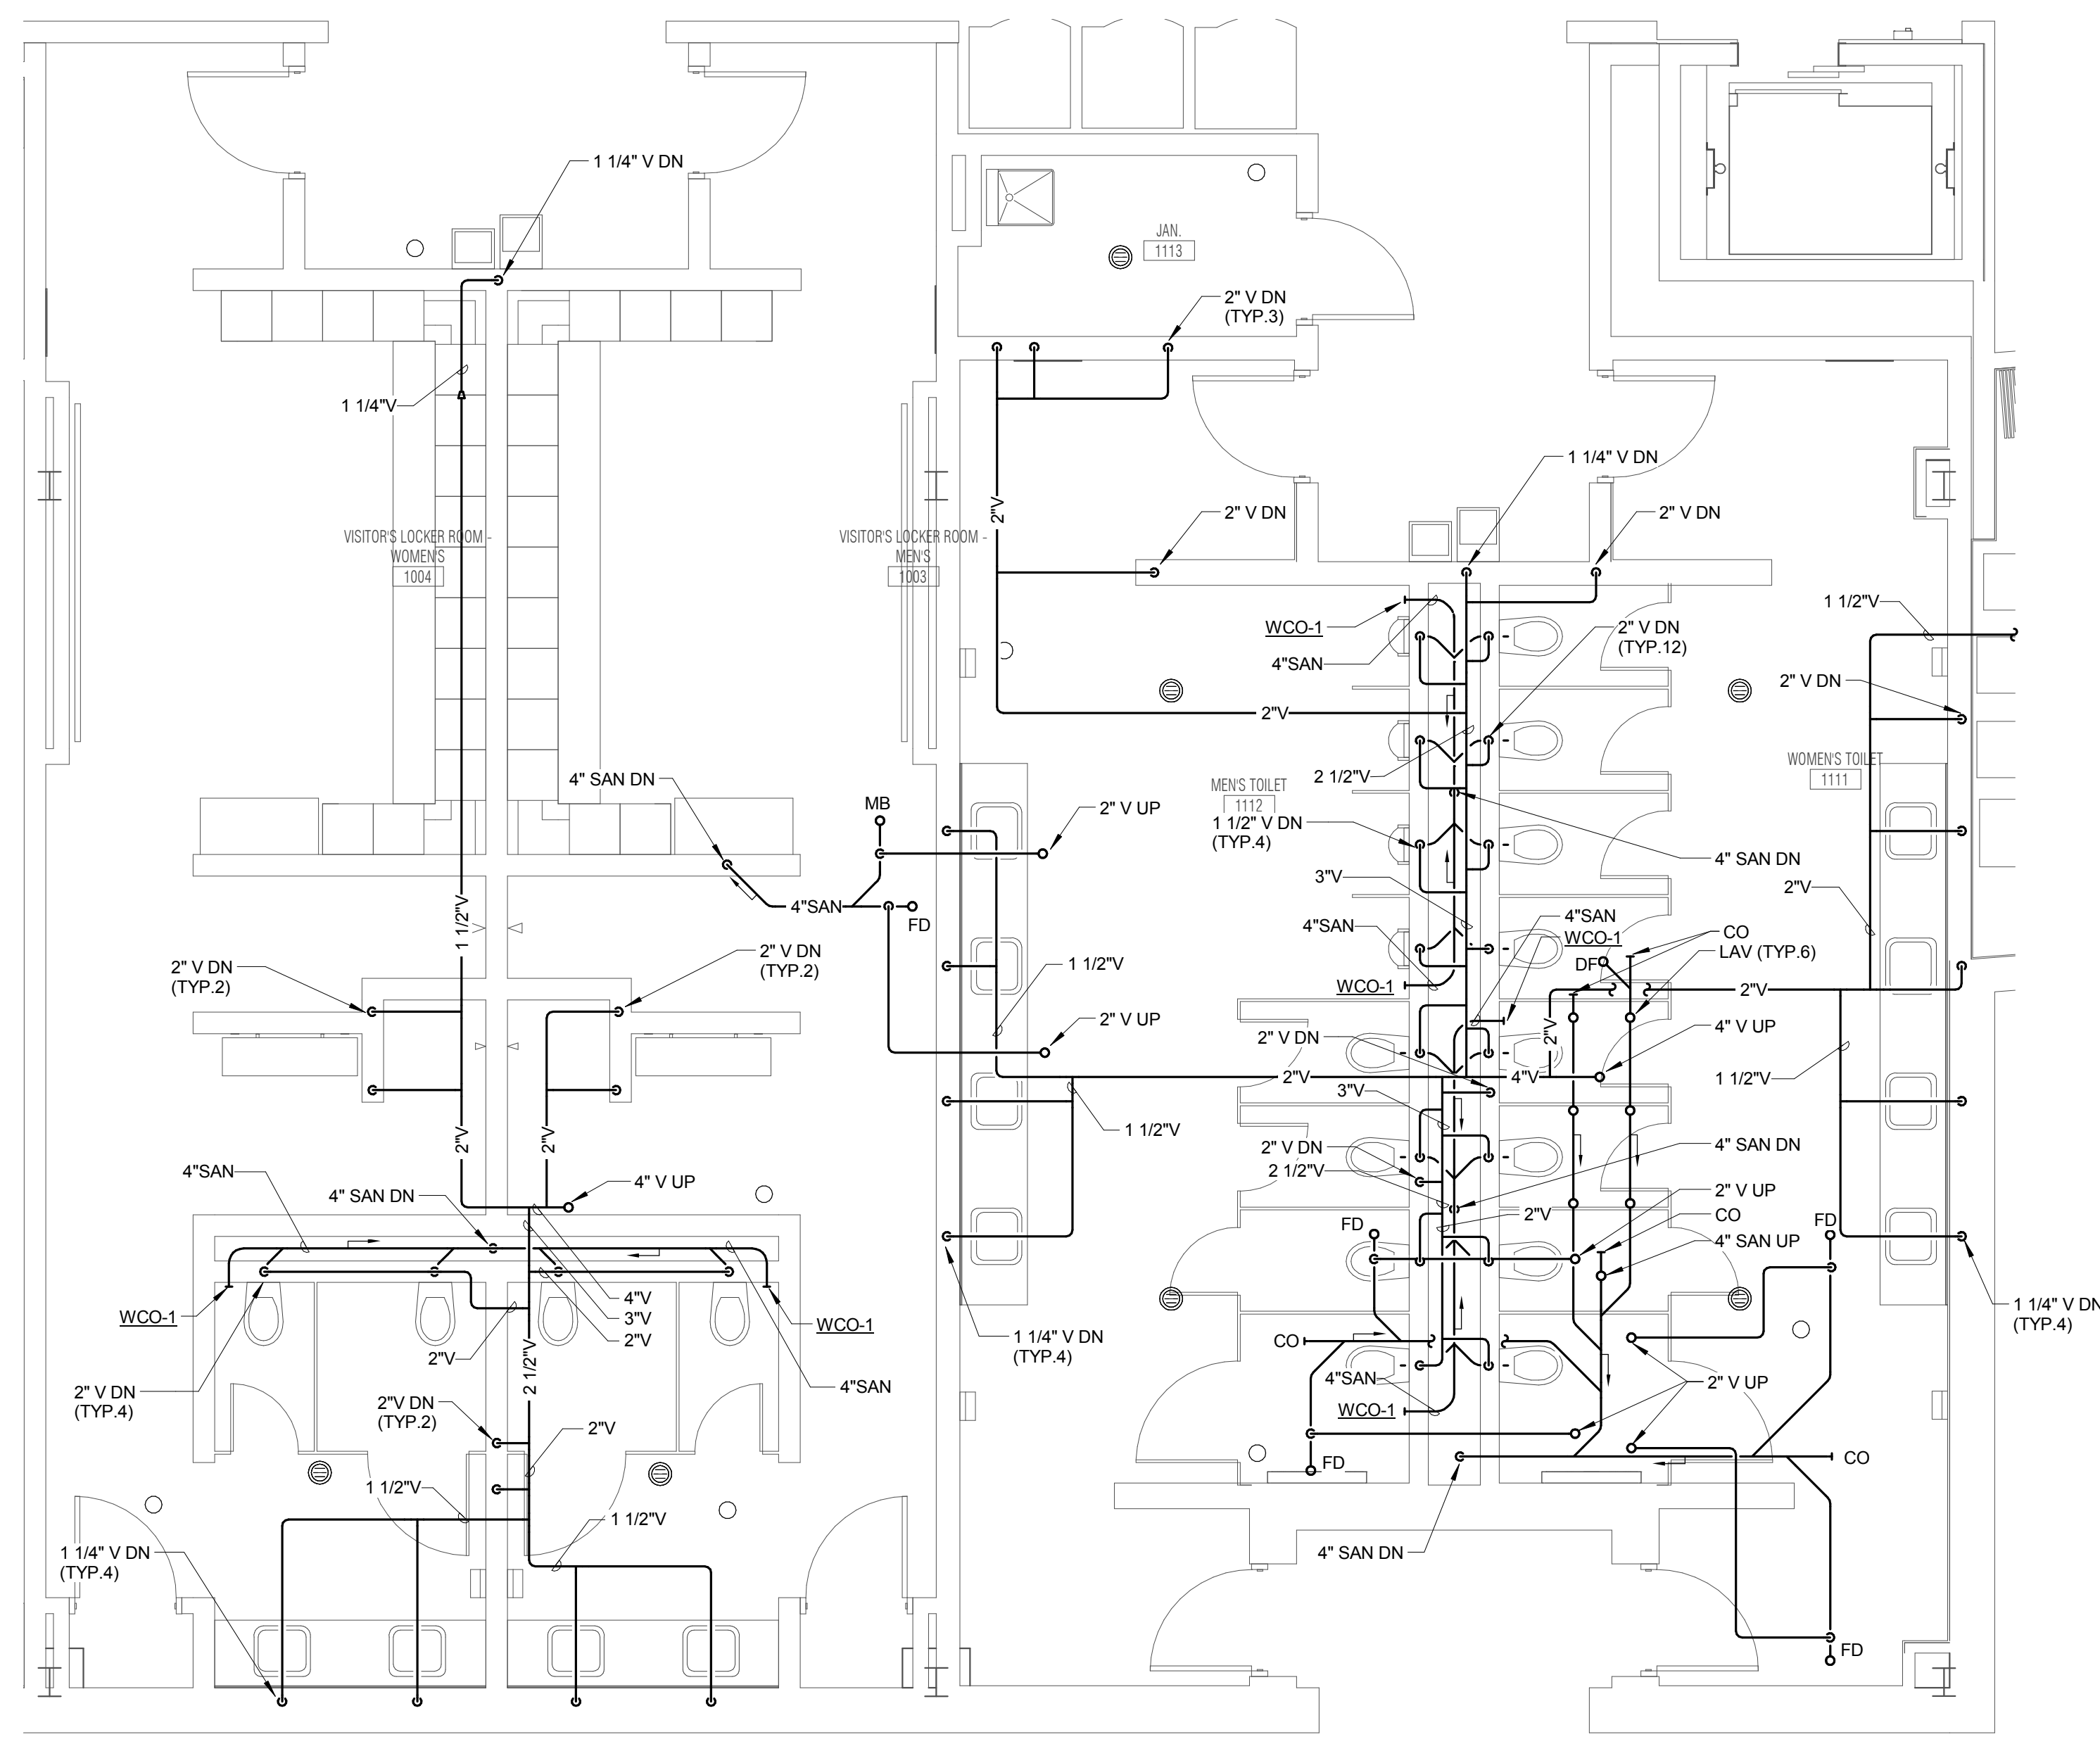 1 1/4" V DN
JAN.
1113
2" V DN
(TYP.3)
1 1/4"V
1 1/4" V DN
2"V
2" V DN
2" V DN
VISITOR'S LOCKER ROOM -
WOMEN'S
1004
VISITOR'S LOCKER ROOM -
MEN'S
1003
1 1/2"V
WCO-1
2" V DN
(TYP.12)
4"SAN
2" V DN
2"V
WOMEN'S TOILET
1111
4" SAN DN
2 1/2"V
MEN'S TOILET
1112
MB
2" V UP
1 1/2" V DN
(TYP.4)
4" SAN DN
3"V
2"V
4"SAN
FD
1 1/2"V
4"SAN
4"SAN
WCO-1
CO
LAV (TYP.6)
DF
2" V DN
(TYP.2)
2" V DN
(TYP.2)
1 1/2"V
WCO-1
2"V
2" V UP
2" V DN
2"V
4" V UP
2"V
4"V
1 1/2"V
3"V
1 1/2"V
2"V
2"V
2" V DN
2 1/2"V
4" SAN DN
4"SAN
4" SAN DN
4" V UP
2" V UP
FD
2"V
CO
FD
4" SAN UP
4"V
3"V
2"V
WCO-1
WCO-1
1 1/4" V DN
(TYP.4)
CO
1 1/4" V DN
(TYP.4)
2"V
2 1/2"V
4"SAN
4"SAN
2" V UP
2" V DN
(TYP.4)
2"V DN
(TYP.2)
WCO-1
2"V
FD
CO
1 1/2"V
1 1/2"V
1 1/4" V DN
(TYP.4)
4" SAN DN
FD